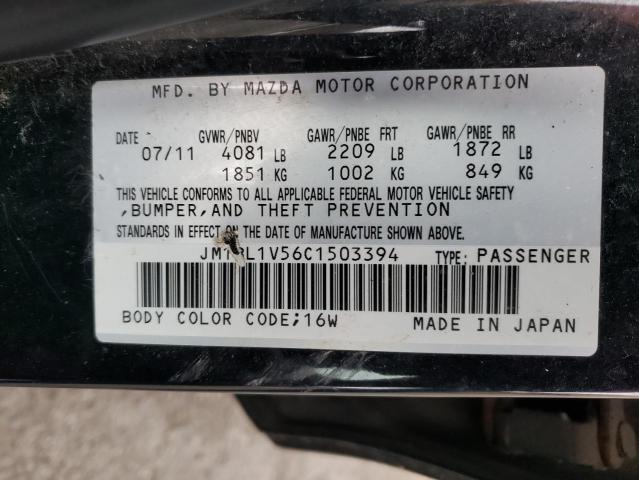 MFD. BY MAZDA MOTOR CORPORATION
DATE GVWR/PNBV GAWR/PNBE FRT GAWR/PNBE RR
07/11 4081 LB 2209 LB 1872 LB
1851 KG 1002 KG 849 KG
THIS VEHICLE CONFORMS TO ALL APPLICABLE FEDERAL MOTOR VEHICLE SAFETY
,BUMPER,AND THEFT PREVENTION
STANDARDS IN EFFECT ON THE DATE OF MANUFACTURE SHOWN ABOVE.
TYPE: PASSENGER
BODY COLOR CODE;16W MADE IN JAPAN